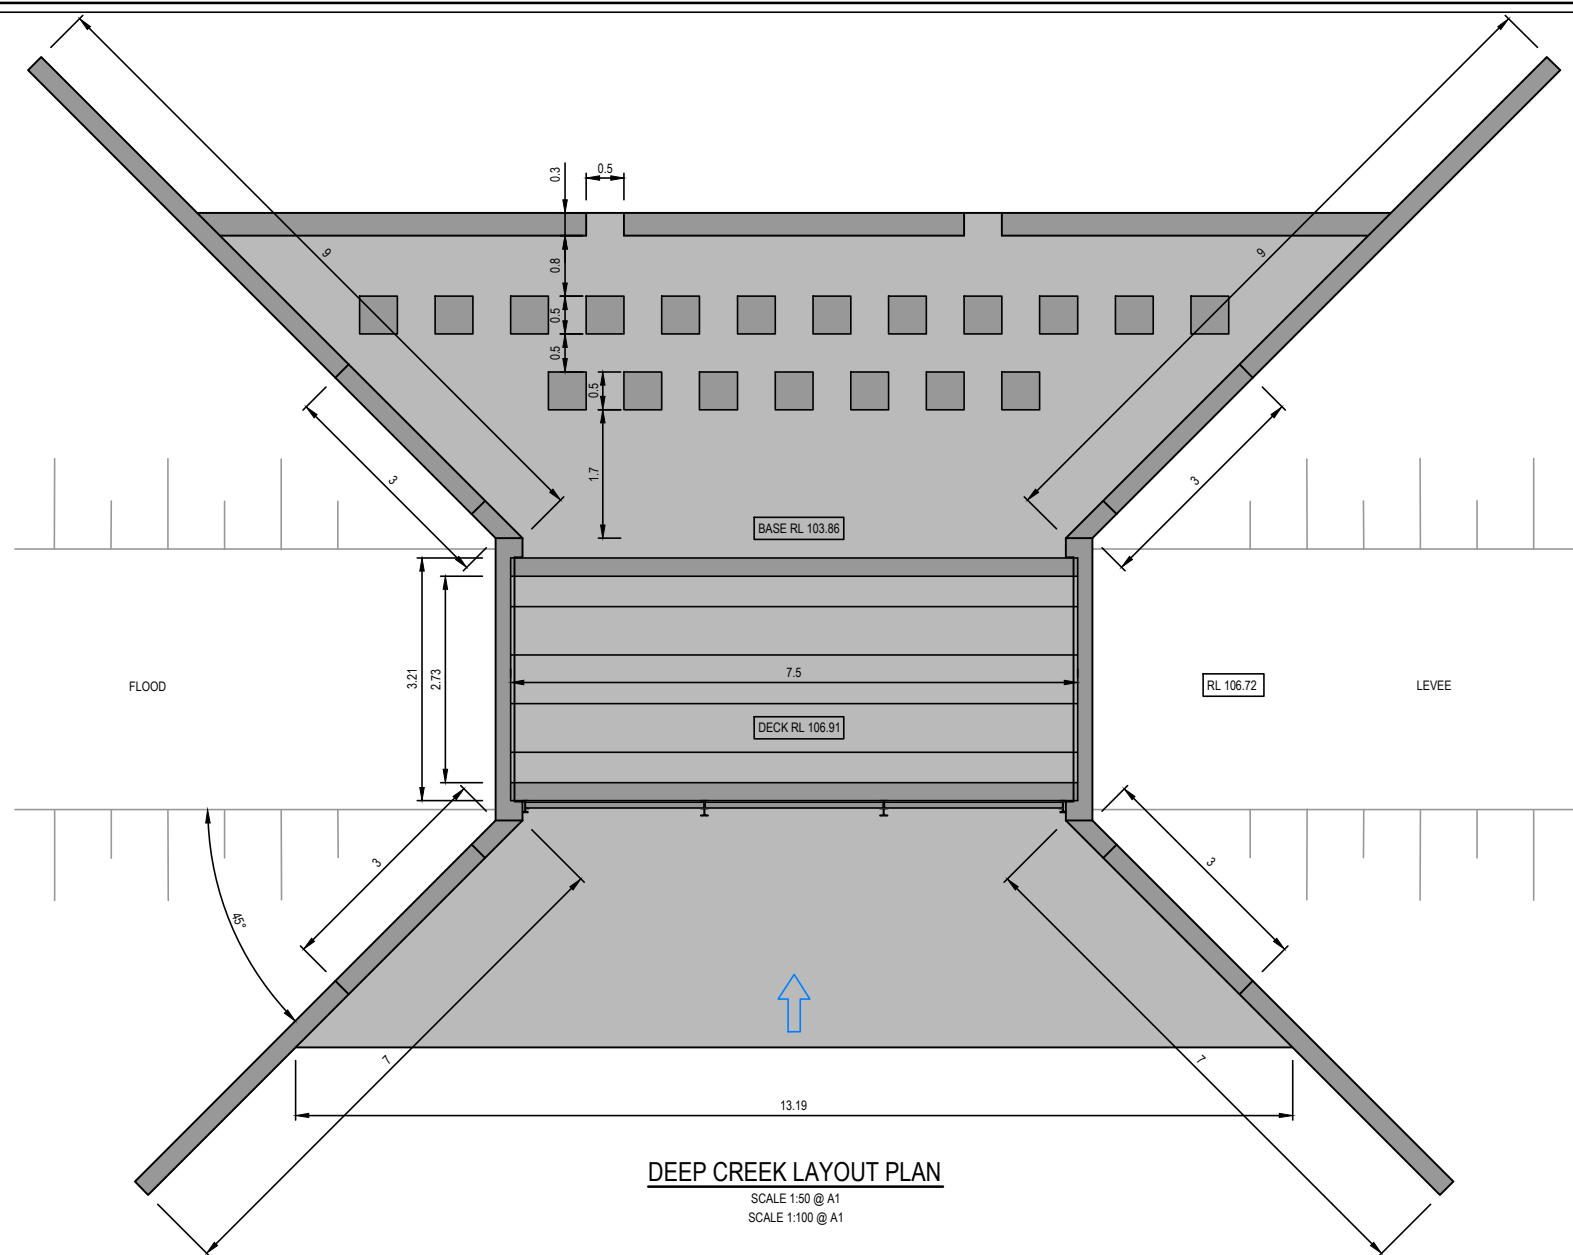 0.3
0.5
9
9
0.8
0.5
0.5
0.5
3
3
1.7
BASE RL 103.86
3.21
2.73
7.5
FLOOD
RL 106.72
LEVEE
DECK RL 106.91
3
3
45°
7
7
13.19
DEEP CREEK LAYOUT PLAN
SCALE 1:50 @ A1
SCALE 1:100 @ A1